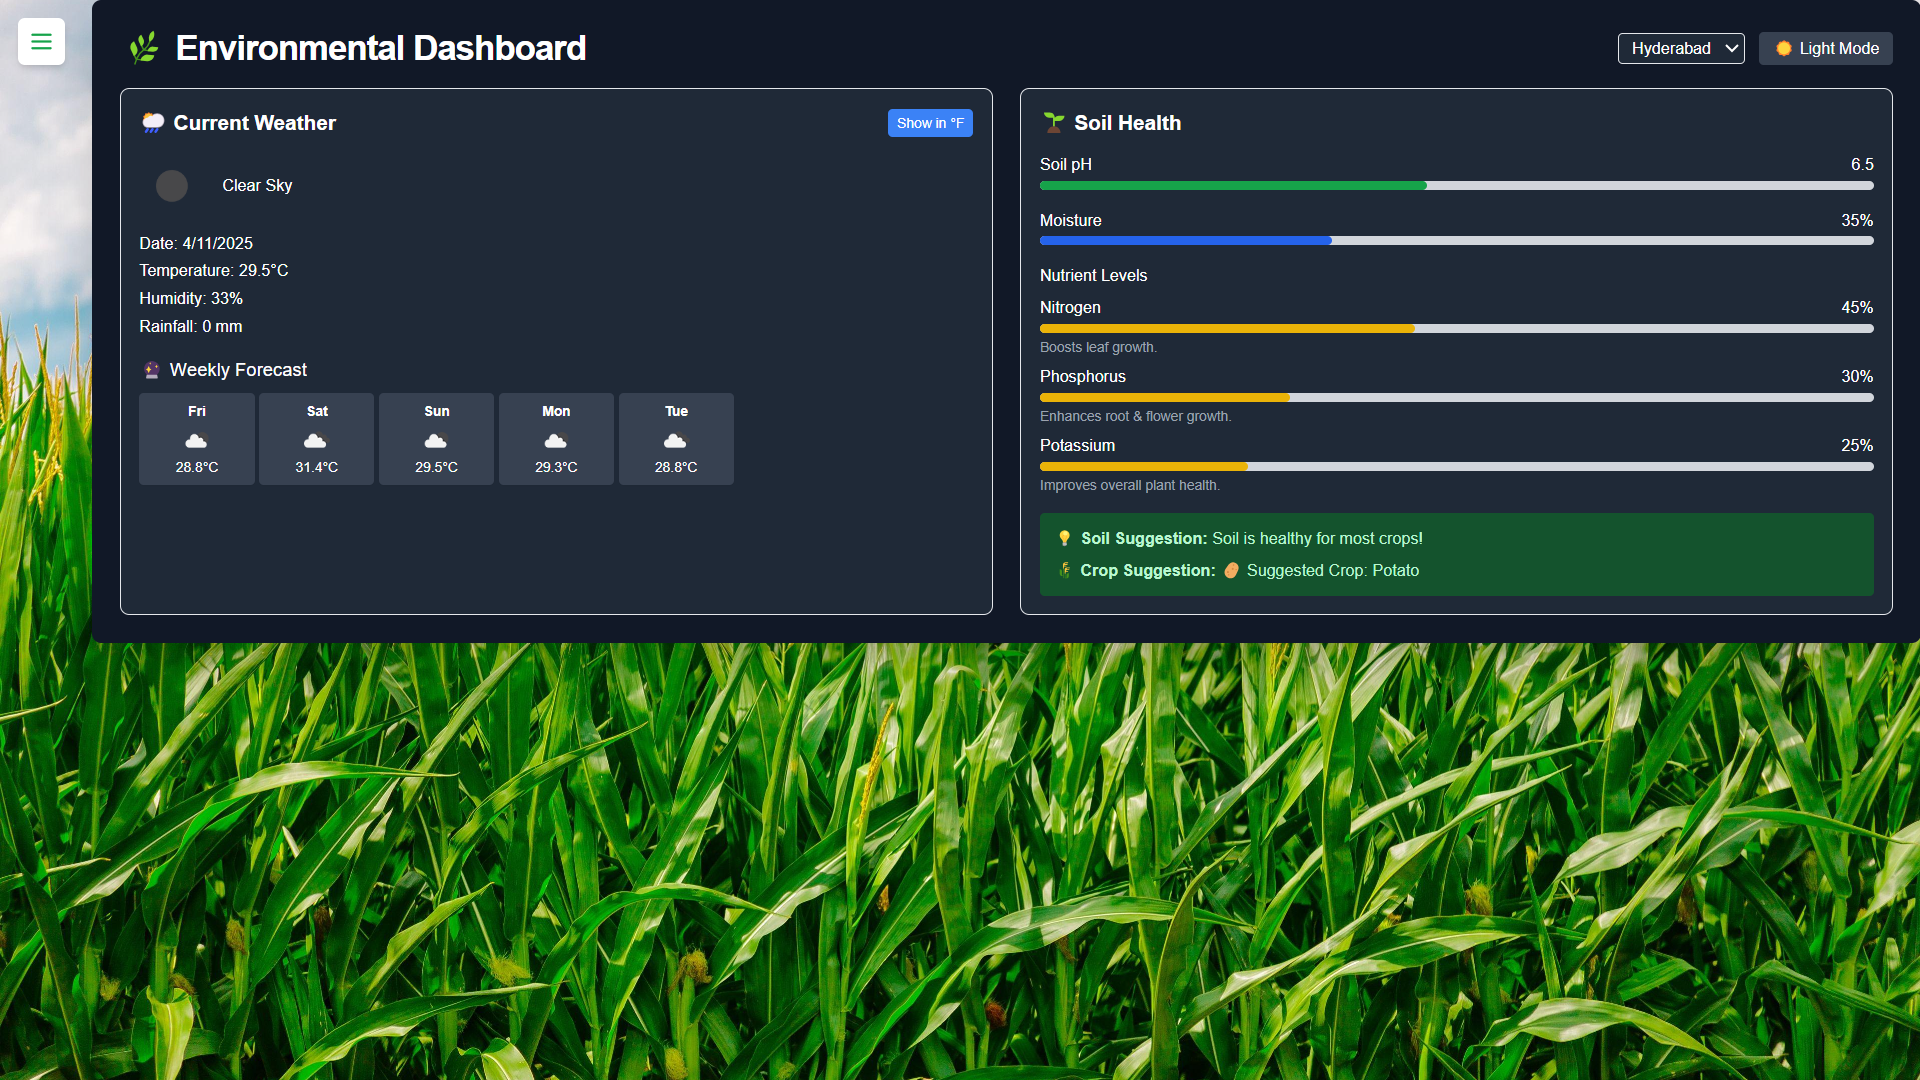 Environmental Dashboard
Hyderabad
Light Mode
Current Weather
Show in °F
Clear Sky
Date: 4/11/2025
Temperature: 29.5°C
Humidity: 33%
Rainfall: 0 mm
Weekly Forecast
Fri Sat Sun Mon Tue
28.8°C 31.4°C 29.5°C 29.3°C 28.8°C
Soil Health
Soil pH 6.5
Moisture 35%
Nutrient Levels
Nitrogen 45%
Boosts leaf growth.
Phosphorus 30%
Enhances root & flower growth.
Potassium 25%
Improves overall plant health.
Soil Suggestion: Soil is healthy for most crops!
Crop Suggestion: Suggested Crop: Potato